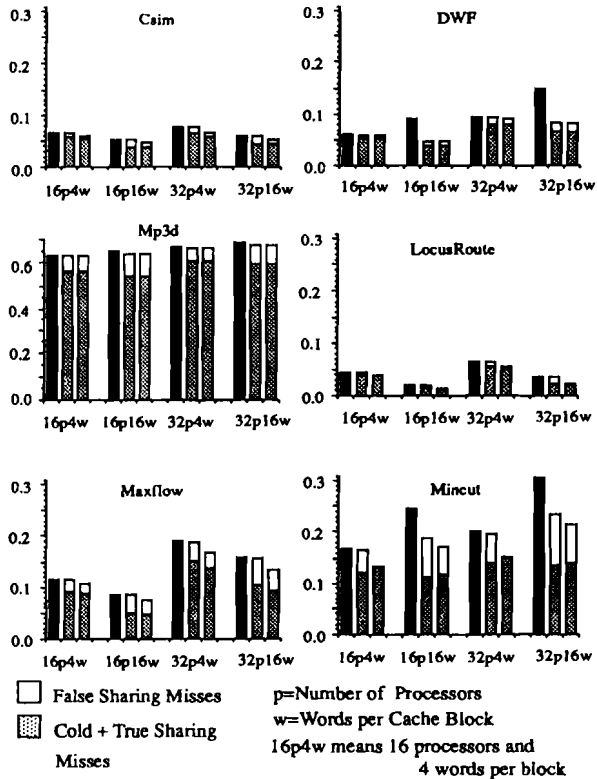 Csim
0.3
0.2
0.1
0.0
16p4w 16p16w 32p4w 32p16w
DWF
0.3
0.2
0.1
0.0
16p4w 16p16w 32p4w 32p16w
Mp3d
0.6
0.4
0.2
0.0
16p4w 16p16w 32p4w 32p16w
LocusRoute
0.3
0.2
0.1
0.0
16p4w 16p16w 32p4w 32p16w
Maxflow
0.3
0.2
0.1
0.0
16p4w 16p16w 32p4w 32p16w
Mincut
0.3
0.2
0.1
0.0
16p4w 16p16w 32p4w 32p16w
False Sharing Misses
Cold + True Sharing
Misses
p=Number of Processors
w=Words per Cache Block
16p4w means 16 processors and
4 words per block